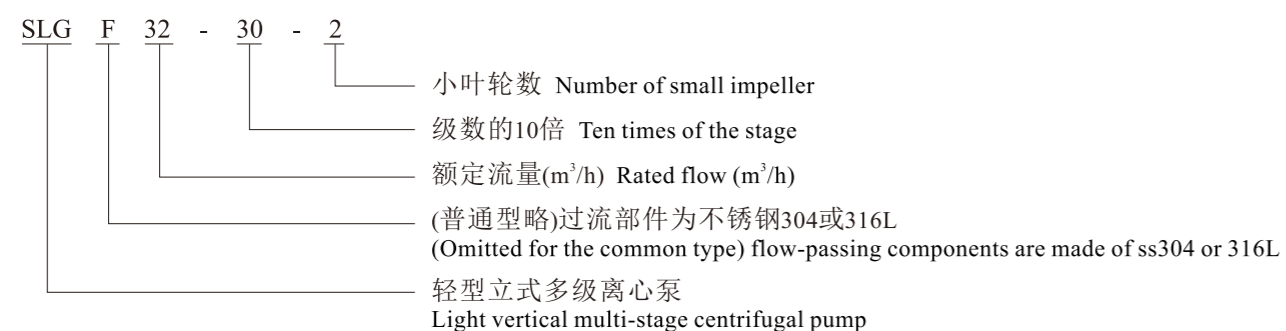 SLG F 32 - 30 - 2
小叶轮数 Number of small impeller
级数的10倍 Ten times of the stage
额定流量(m³/h) Rated flow (m³/h)
(普通型略)过流部件为不锈钢304或316L
(Omitted for the common type) flow-passing components are made of ss304 or 316L
轻型立式多级离心泵
Light vertical multi-stage centrifugal pump